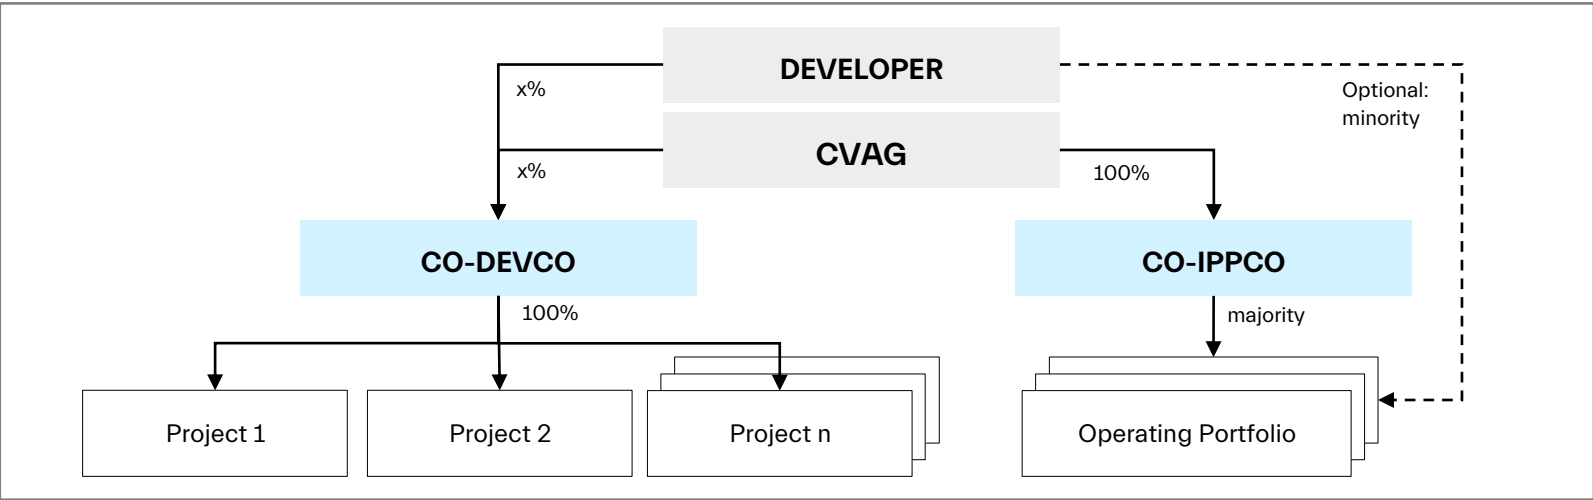 DEVELOPER
x%
Optional:
minority
CVAG
x%
100%
CO-DEVCO
CO-IPPCO
100%
majority
Project 1
Project 2
Project n
Operating Portfolio